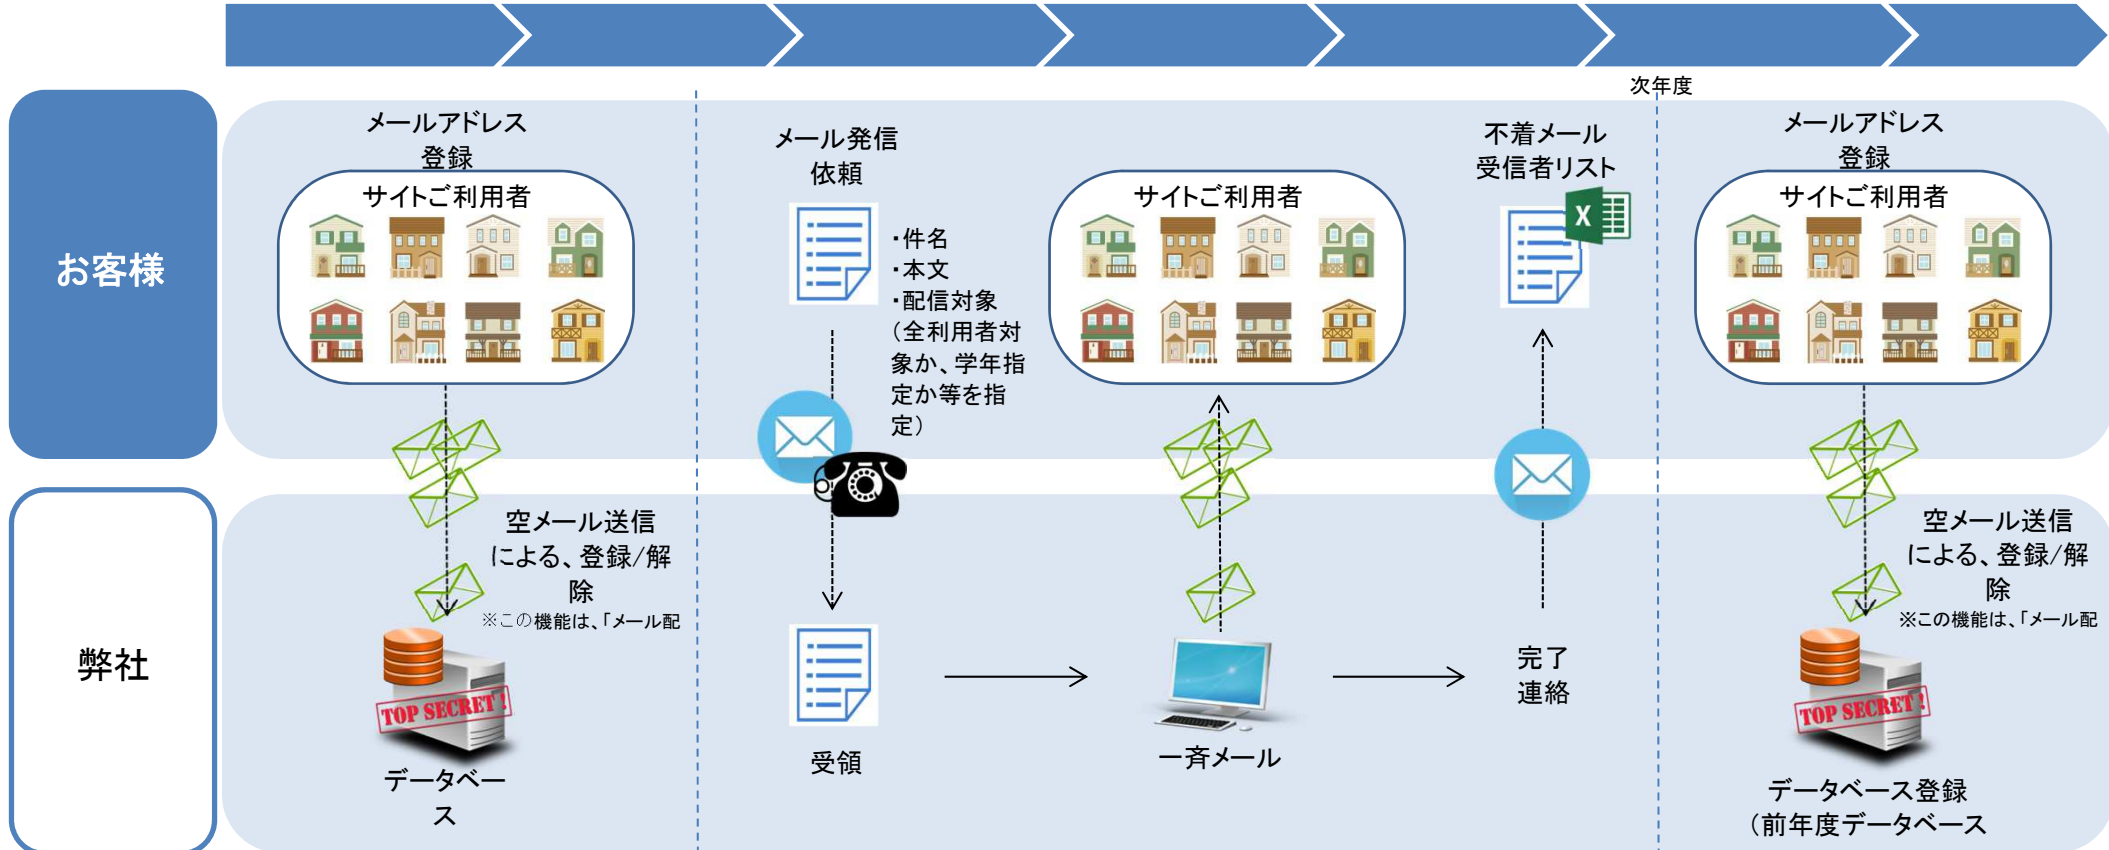 次年度
お客様
メールアドレス
登録
サイトご利用者
メール発信
依頼
・件名
・本文
・配信対象
（全利用者対
象か、学年指
定か等を指
定）
サイトご利用者
不着メール
受信者リスト
X
メールアドレス
登録
サイトご利用者
弊社
空メール送信
による、登録/解
除
※この機能は、「メール配
TOP SECRET !
データベー
ス
受領
一斉メール
完了
連絡
空メール送信
による、登録/解
除
※この機能は、「メール配
TOP SECRET !
データベース登録
（前年度データベース